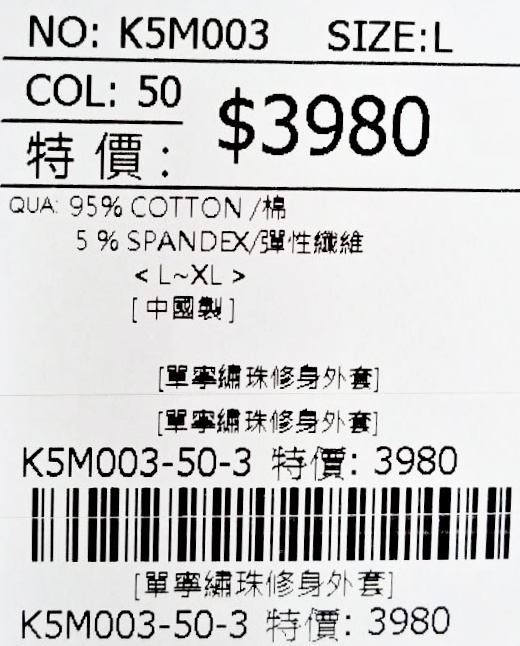 NO: K5M003 SIZE:L
COL: 50
$3980
特價:
QUA: 95% COTTON/棉
5% SPANDEX/彈性纖維
< L~XL >
[中國製]
[單寧繡珠修身外套]
[單寧繡珠修身外套]
K5M003-50-3 特價: 3980
[單寧繡珠修身外套]
K5M003-50-3 特價: 3980